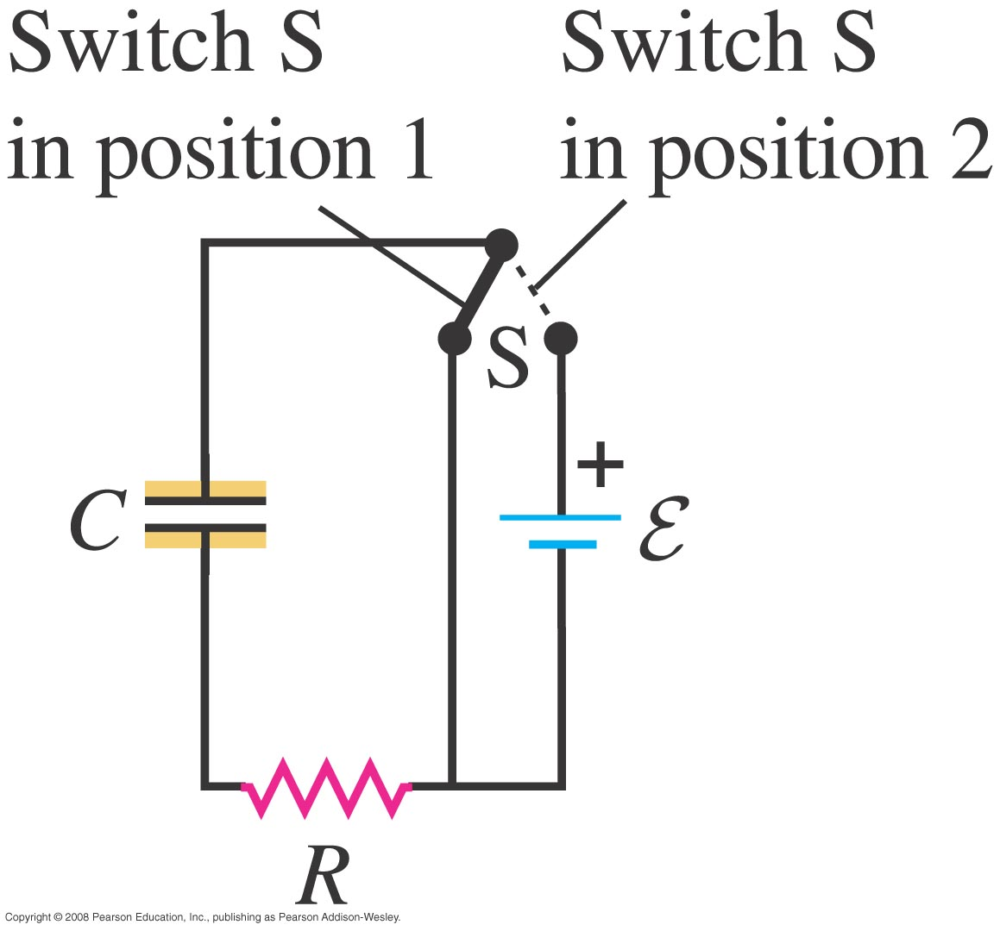 Switch S
in position 1
Switch S
in position 2
S
+
C
ℰ
R
Copyright © 2008 Pearson Education, Inc., publishing as Pearson Addison-Wesley.